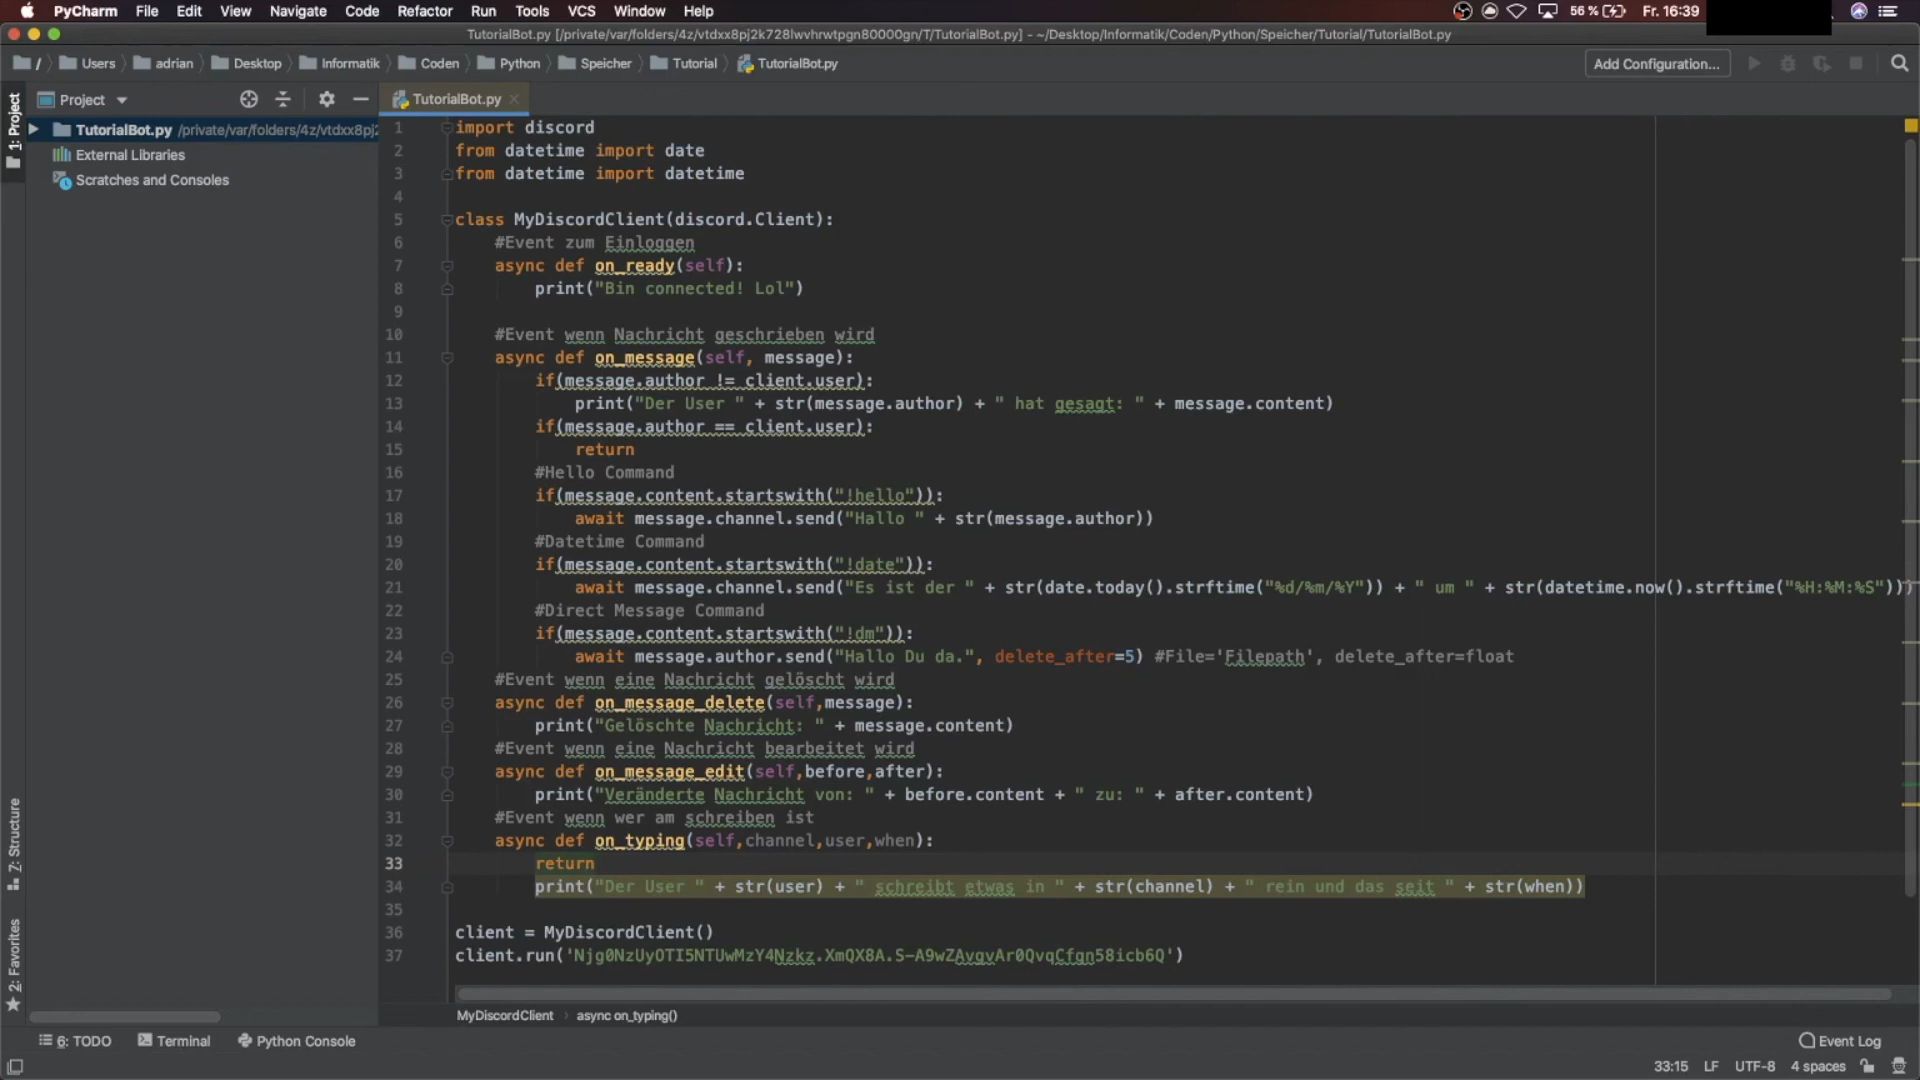 PyCharm File Edit View Navigate Code Refactor Run Tools VCS Window Help 56 % Fr. 16:39
TutorialBot.py [/private/var/folders/4z/vtdxx8pj2k728lwvhrwtpgn80000gn/T/TutorialBot.py] - ~/Desktop/Informatik/Coden/Python/Speicher/Tutorial/TutorialBot.py
/ Users adrian Desktop Informatik Coden Python Speicher Tutorial TutorialBot.py Add Configuration...
1: Project
Project
TutorialBot.py /private/var/folders/4z/vtdxx8pj2
External Libraries
Scratches and Consoles
7: Structure
2: Favorites
TutorialBot.py
1 import discord
2 from datetime import date
3 from datetime import datetime
4
5 class MyDiscordClient(discord.Client):
6     #Event zum Einloggen
7     async def on_ready(self):
8         print("Bin connected! Lol")
9
10     #Event wenn Nachricht geschrieben wird
11     async def on_message(self, message):
12         if(message.author != client.user):
13             print("Der User " + str(message.author) + " hat gesagt: " + message.content)
14         if(message.author == client.user):
15             return
16         #Hello Command
17         if(message.content.startswith("!hello")):
18             await message.channel.send("Hallo " + str(message.author))
19         #Datetime Command
20         if(message.content.startswith("!date")):
21             await message.channel.send("Es ist der " + str(date.today().strftime("%d/%m/%Y")) + " um " + str(datetime.now().strftime("%H:%M:%S")))
22         #Direct Message Command
23         if(message.content.startswith("!dm")):
24             await message.author.send("Hallo Du da.", delete_after=5) #File='Filepath', delete_after=float
25     #Event wenn eine Nachricht gelöscht wird
26     async def on_message_delete(self,message):
27         print("Gelöschte Nachricht: " + message.content)
28     #Event wenn eine Nachricht bearbeitet wird
29     async def on_message_edit(self,before,after):
30         print("Veränderte Nachricht von: " + before.content + " zu: " + after.content)
31     #Event wenn wer am schreiben ist
32     async def on_typing(self,channel,user,when):
33         return
34         print("Der User " + str(user) + " schreibt etwas in " + str(channel) + " rein und das seit " + str(when))
35
36 client = MyDiscordClient()
37 client.run('Njg0NzUyOTI5NTUwMzY4Nzkz.XmQX8A.S-A9wZAvgvAr0QvqCfgn58icb6Q')
MyDiscordClient async on_typing()
6: TODO Terminal Python Console Event Log
33:15 LF UTF-8 4 spaces